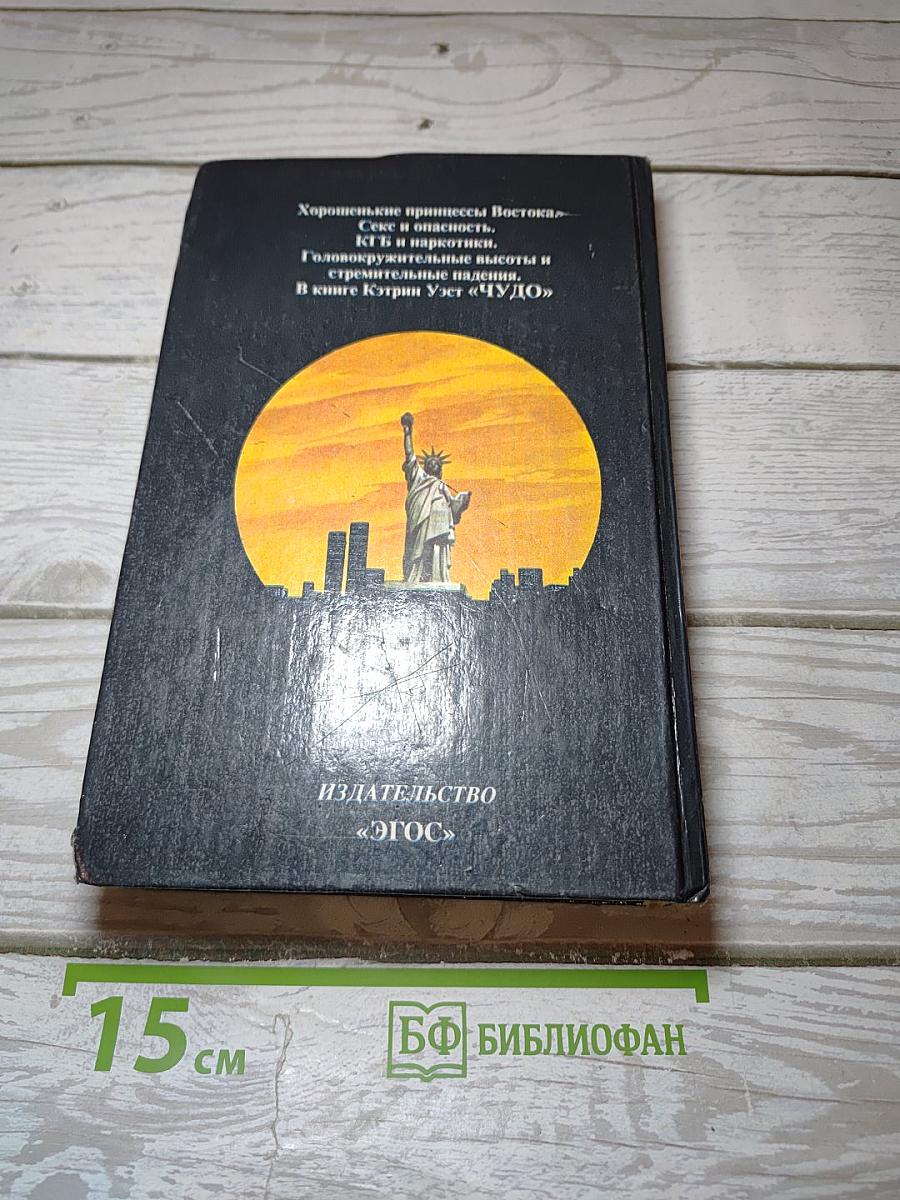 Хорошенькие принцессы Востока.
Секс и опасность.
КГБ и наркотики.
Головокружительные высоты и
стремительные падения.
В книге Кэтрин Уэст «ЧУДО»
ИЗДАТЕЛЬСТВО
«ЭГОС»
15 см
БФ БИБЛИОФАН